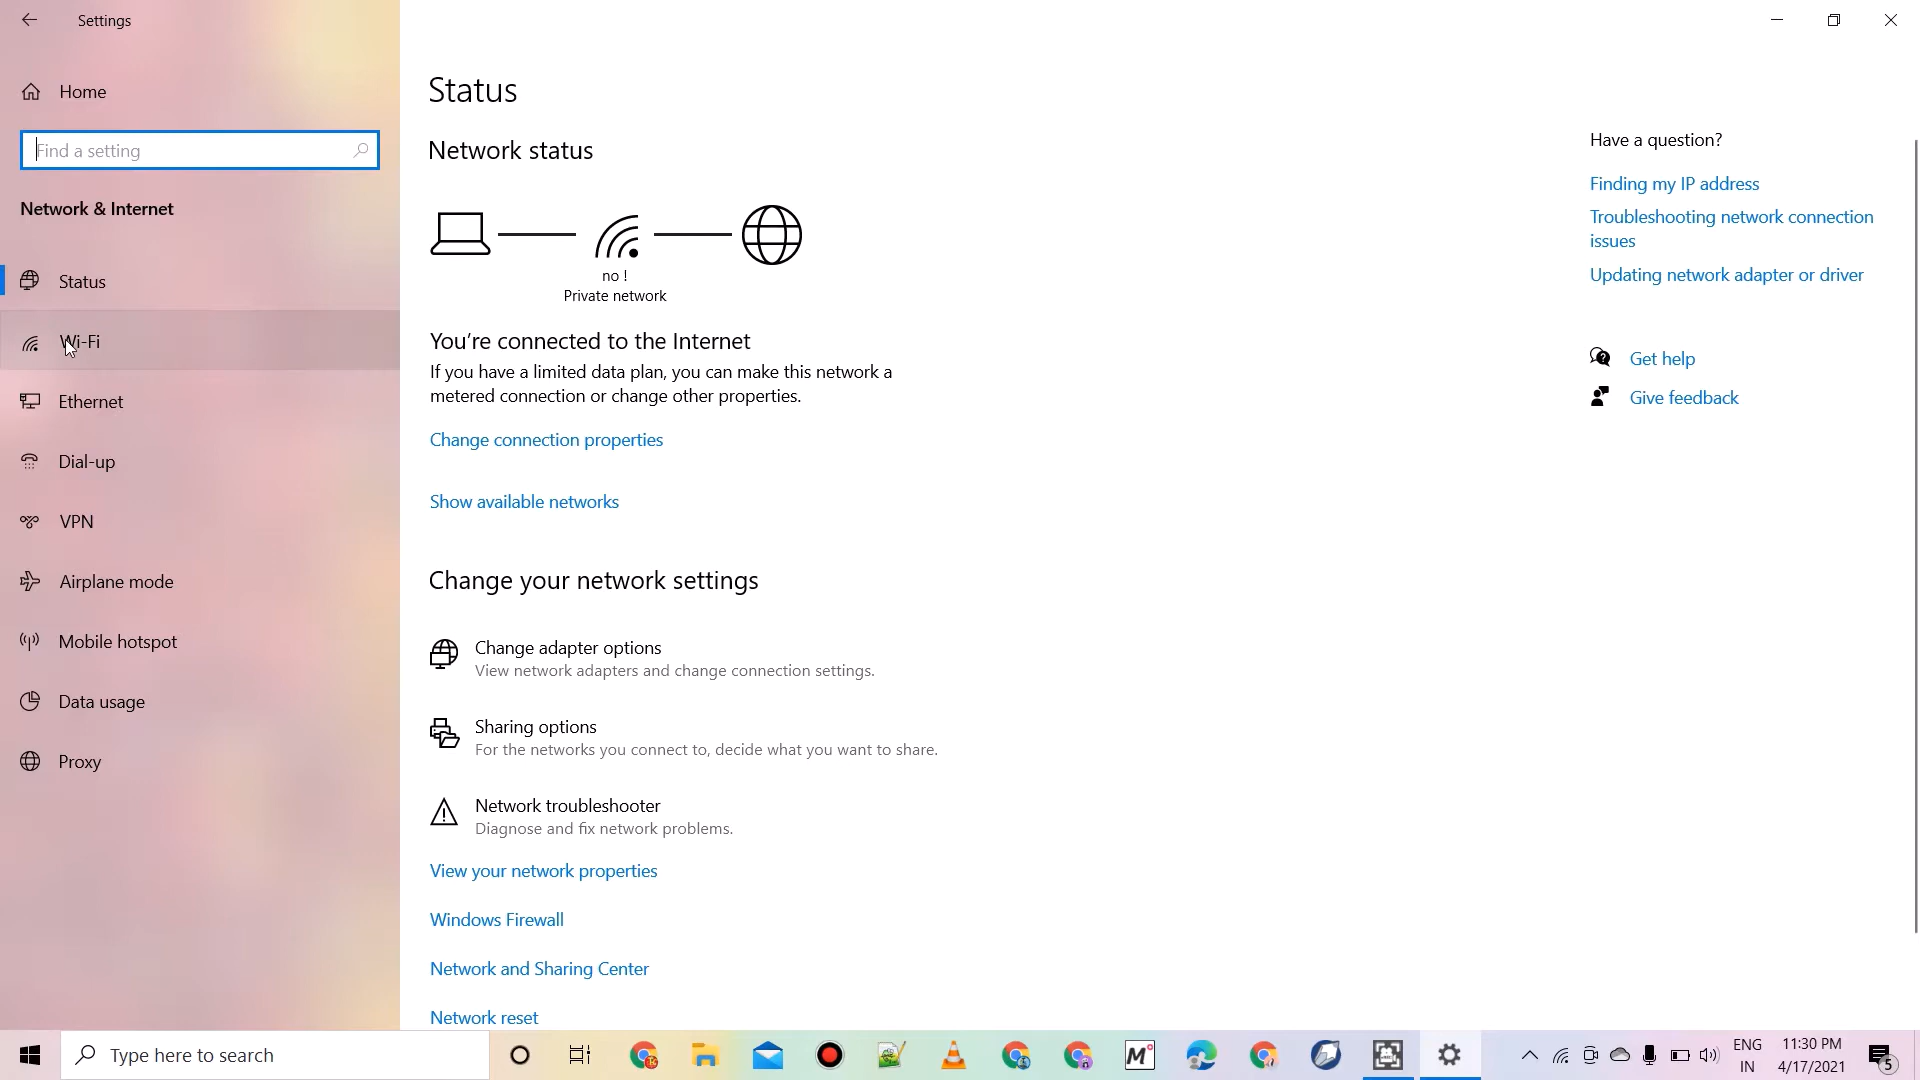 Settings
Home
Find a setting
Network & Internet
Status
Wi-Fi
Ethernet
Dial-up
VPN
Airplane mode
Mobile hotspot
Data usage
Proxy
Status
Network status
no !
Private network
You're connected to the Internet
If you have a limited data plan, you can make this network a
metered connection or change other properties.
Change connection properties
Show available networks
Change your network settings
Change adapter options
View network adapters and change connection settings.
Sharing options
For the networks you connect to, decide what you want to share.
Network troubleshooter
Diagnose and fix network problems.
View your network properties
Windows Firewall
Network and Sharing Center
Network reset
Have a question?
Finding my IP address
Troubleshooting network connection
issues
Updating network adapter or driver
Get help
Give feedback
Type here to search
M
ENG
IN
11:30 PM
4/17/2021
5